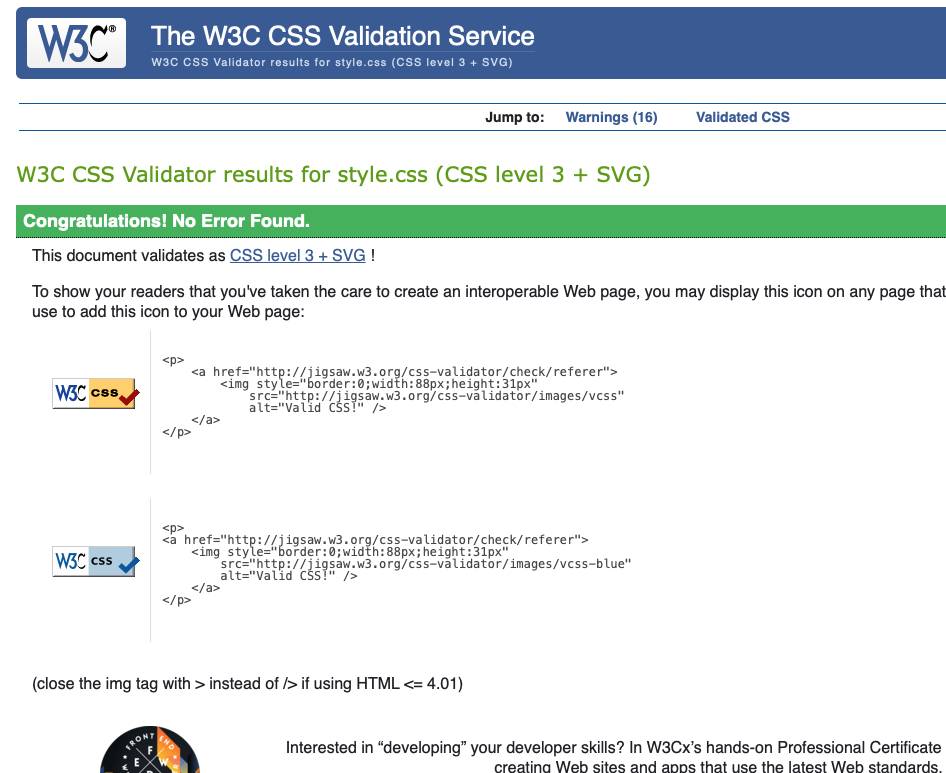 W3C®
The W3C CSS Validation Service
W3C CSS Validator results for style.css (CSS level 3 + SVG)
Jump to: Warnings (16) Validated CSS
W3C CSS Validator results for style.css (CSS level 3 + SVG)
Congratulations! No Error Found.
This document validates as CSS level 3 + SVG !
To show your readers that you've taken the care to create an interoperable Web page, you may display this icon on any page that
use to add this icon to your Web page:
W3C css
<p>
<a href="http://jigsaw.w3.org/css-validator/check/referer">
<img style="border:0;width:88px;height:31px"
src="http://jigsaw.w3.org/css-validator/images/vcss"
alt="Valid CSS!" />
</a>
</p>
W3C css
<p>
<a href="http://jigsaw.w3.org/css-validator/check/referer">
<img style="border:0;width:88px;height:31px"
src="http://jigsaw.w3.org/css-validator/images/vcss-blue"
alt="Valid CSS!" />
</a>
</p>
(close the img tag with > instead of /> if using HTML <= 4.01)
FRONT END
F
E W
Interested in “developing” your developer skills? In W3Cx’s hands-on Professional Certificate
creating Web sites and apps that use the latest Web standards.